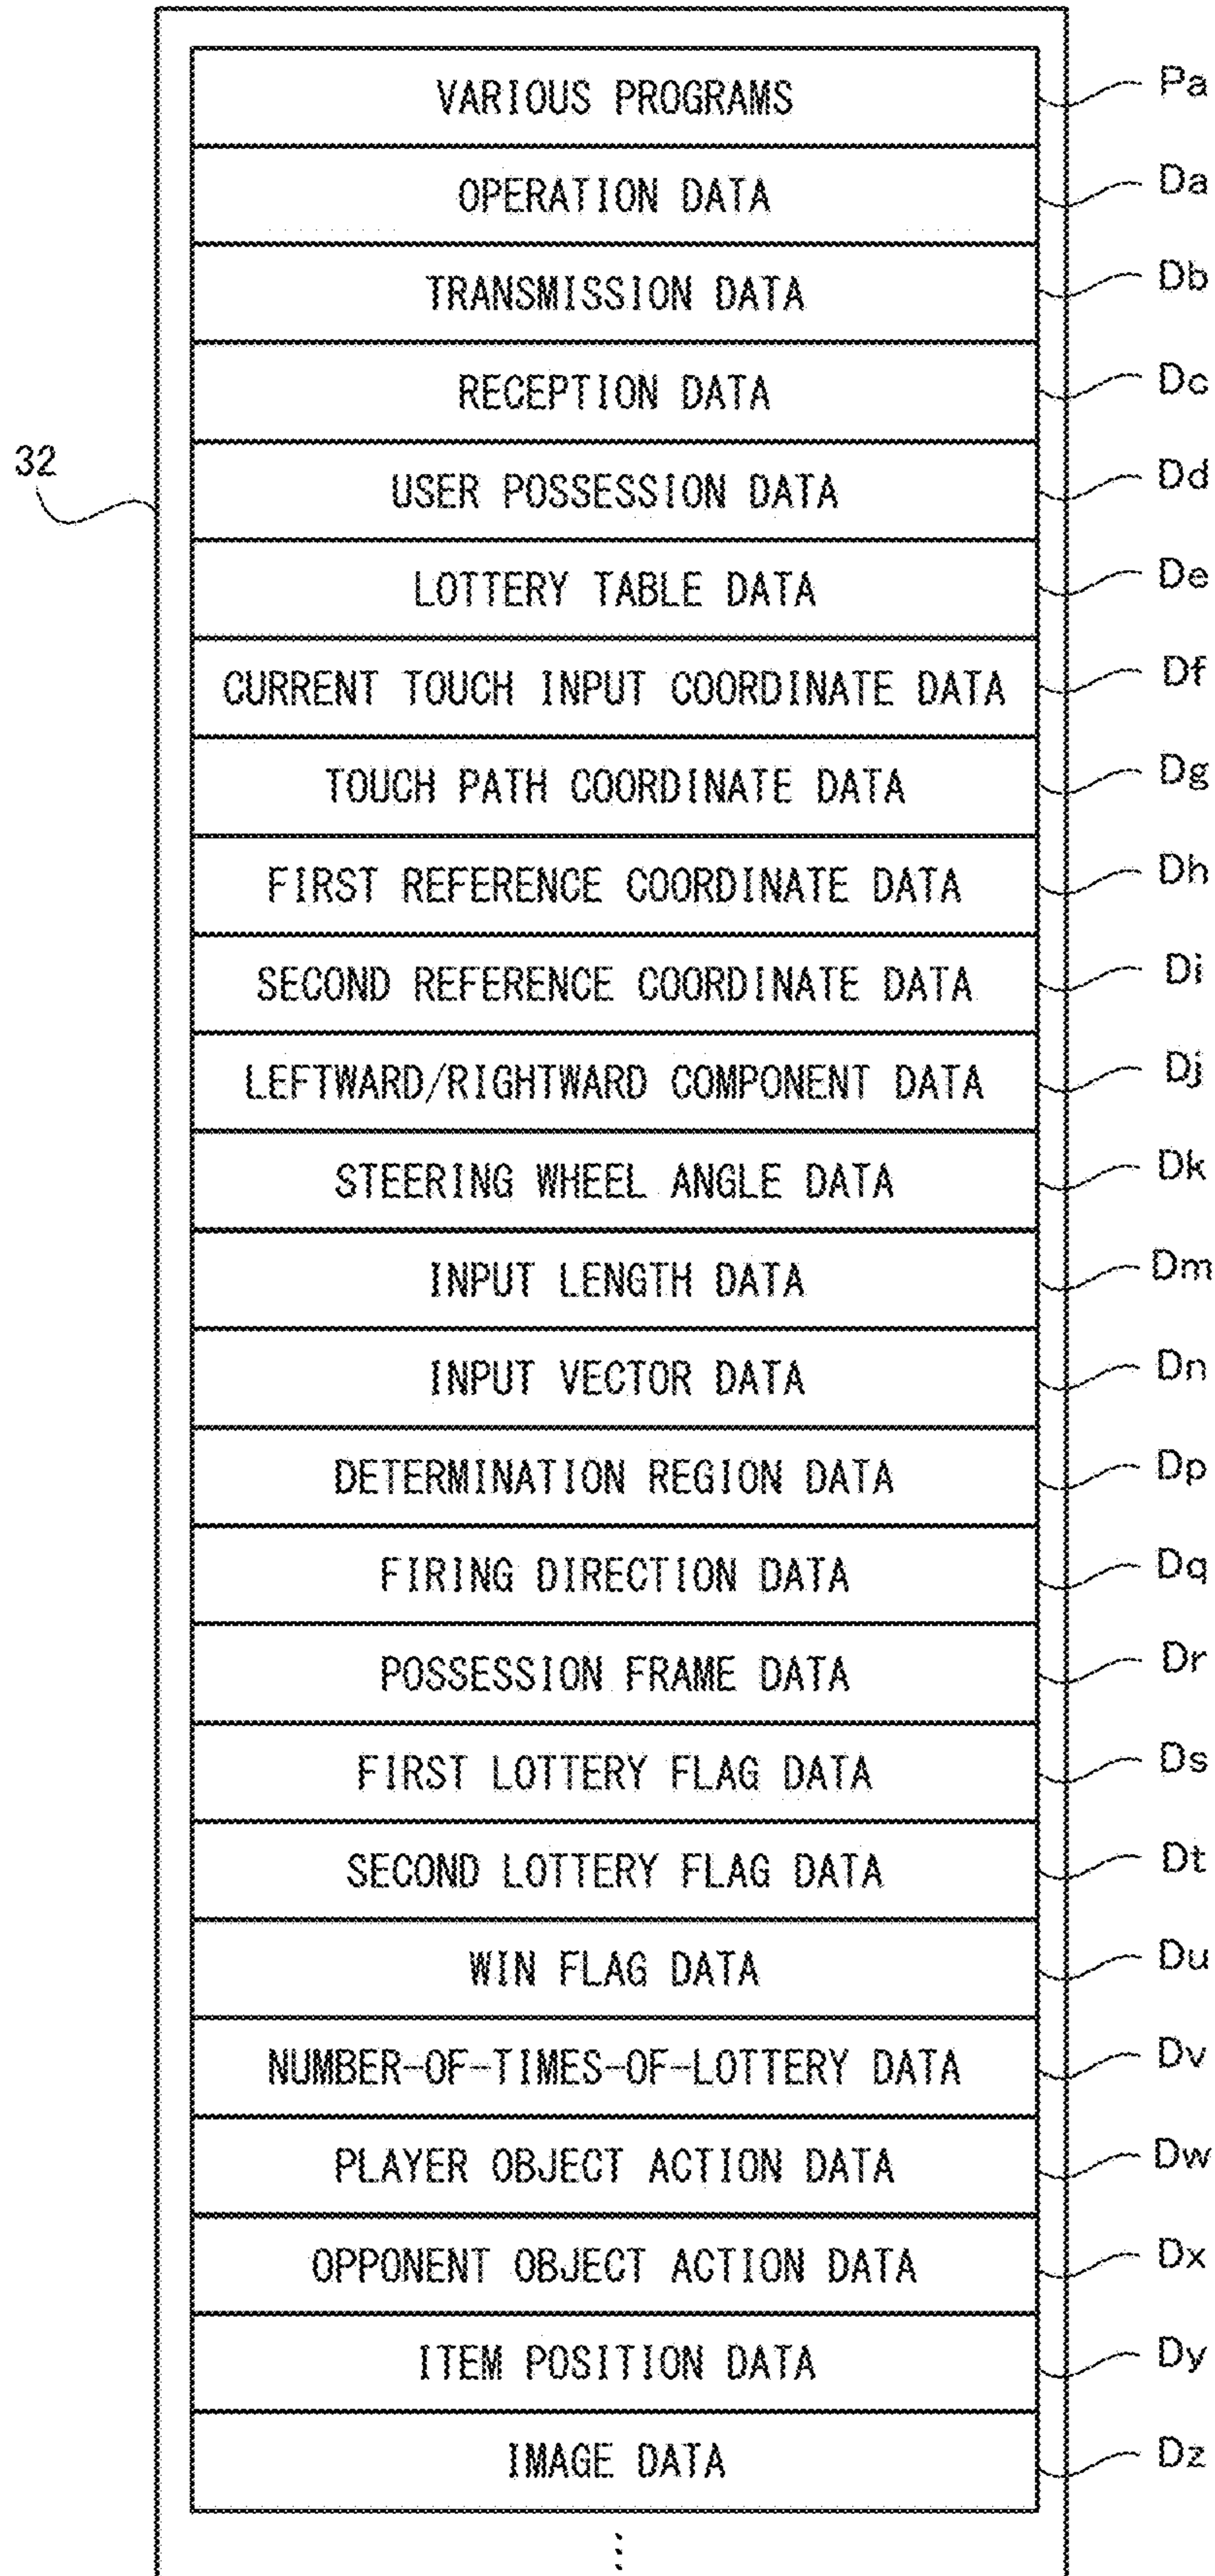 VARIOUS PROGRAMS Pa
OPERATION DATA Da
TRANSMISSION DATA Db
RECEPTION DATA Dc
32
USER POSSESSION DATA Dd
LOTTERY TABLE DATA De
CURRENT TOUCH INPUT COORDINATE DATA Df
TOUCH PATH COORDINATE DATA Dg
FIRST REFERENCE COORDINATE DATA Dh
SECOND REFERENCE COORDINATE DATA Di
LEFTWARD/RIGHTWARD COMPONENT DATA Dj
STEERING WHEEL ANGLE DATA Dk
INPUT LENGTH DATA Dm
INPUT VECTOR DATA Dn
DETERMINATION REGION DATA Dp
FIRING DIRECTION DATA Dq
POSSESSION FRAME DATA Dr
FIRST LOTTERY FLAG DATA Ds
SECOND LOTTERY FLAG DATA Dt
WIN FLAG DATA Du
NUMBER-OF-TIMES-OF-LOTTERY DATA Dv
PLAYER OBJECT ACTION DATA Dw
OPPONENT OBJECT ACTION DATA Dx
ITEM POSITION DATA Dy
IMAGE DATA Dz
⋮